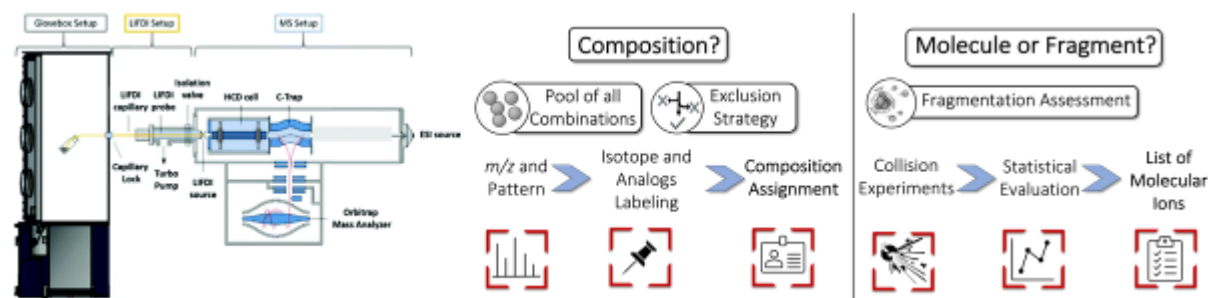 Glovebox Setup
LIFDI Setup
MS Setup
LIFDI
capillary
LIFDI
probe
Isolation
valve
HCD cell
C-Trap
ESI source
Capillary
Lock
Turbo
Pump
LIFDI
source
Orbitrap
Mass Analyzer
Composition?
Pool of all
Combinations
Exclusion
Strategy
m/z and
Pattern
Isotope and
Analogs
Labeling
Composition
Assignment
Molecule or Fragment?
Fragmentation Assessment
Collision
Experiments
Statistical
Evaluation
List of
Molecular
Ions